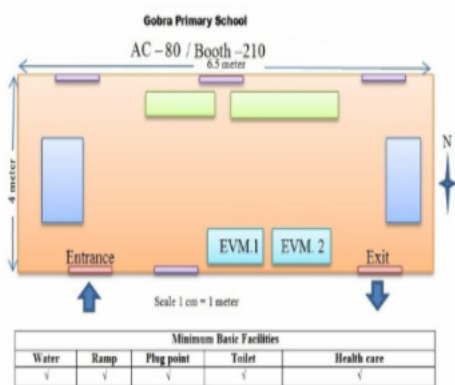 Gobra Primary School
AC – 80 / Booth –210
6.5 meter
4 meter
N
EVM.1
EVM. 2
Entrance
Exit
Scale 1 cm = 1 meter
Minimum Basic Facilities
Water Ramp Plug point Toilet Health care
√ √ √ √ √